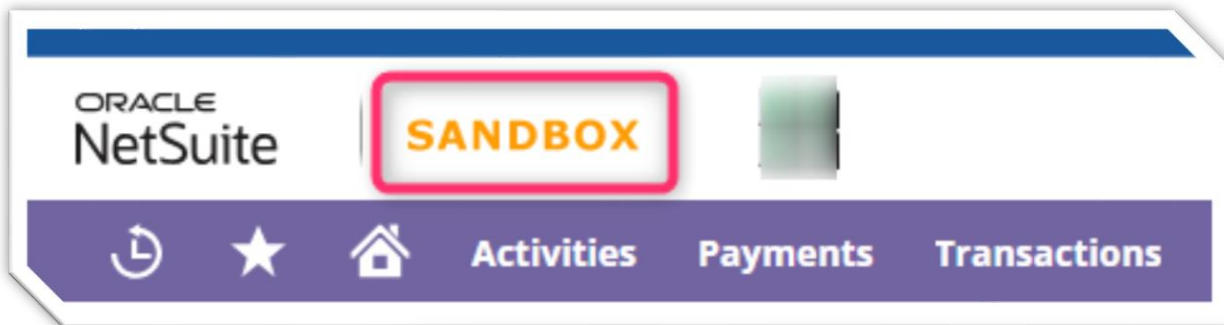 ORACLE
NetSuite
SANDBOX
Activities Payments Transactions